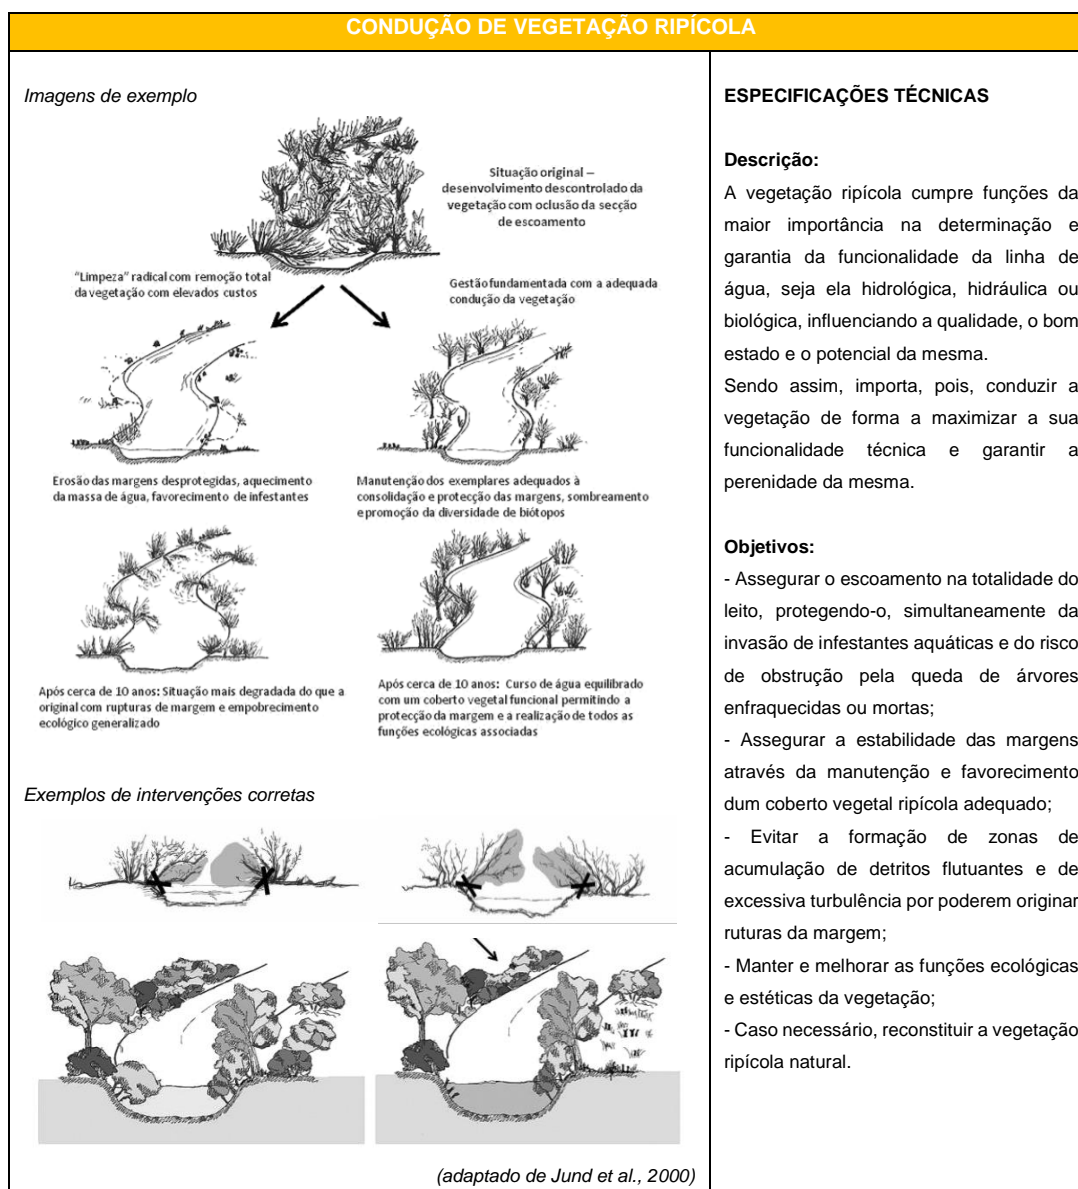 CONDUÇÃO DE VEGETAÇÃO RIPÍCOLA
Imagens de exemplo
Situação original –
desenvolvimento descontrolado da
vegetação com oclusão da secção
de escoamento
"Limpeza" radical com remoção total
da vegetação com elevados custos
Gestão fundamentada com a adequada
condução da vegetação
Erosão das margens desprotegidas, aquecimento
da massa de água, favorecimento de infestantes
Manutenção dos exemplares adequados à
consolidação e protecção das margens, sombreamento
e promoção da diversidade de biótopos
Após cerca de 10 anos: Situação mais degradada do que a
original com rupturas de margem e empobrecimento
ecológico generalizado
Após cerca de 10 anos: Curso de água equilibrado
com um coberto vegetal funcional permitindo a
protecção da margem e a realização de todos as
funções ecológicas associadas
Exemplos de intervenções corretas
(adaptado de Jund et al., 2000)
ESPECIFICAÇÕES TÉCNICAS
Descrição:
A vegetação ripícola cumpre funções da
maior importância na determinação e
garantia da funcionalidade da linha de
água, seja ela hidrológica, hidráulica ou
biológica, influenciando a qualidade, o bom
estado e o potencial da mesma.
Sendo assim, importa, pois, conduzir a
vegetação de forma a maximizar a sua
funcionalidade técnica e garantir a
perenidade da mesma.
Objetivos:
- Assegurar o escoamento na totalidade do
leito, protegendo-o, simultaneamente da
invasão de infestantes aquáticas e do risco
de obstrução pela queda de árvores
enfraquecidas ou mortas;
- Assegurar a estabilidade das margens
através da manutenção e favorecimento
dum coberto vegetal ripícola adequado;
- Evitar a formação de zonas de
acumulação de detritos flutuantes e de
excessiva turbulência por poderem originar
ruturas da margem;
- Manter e melhorar as funções ecológicas
e estéticas da vegetação;
- Caso necessário, reconstituir a vegetação
ripícola natural.